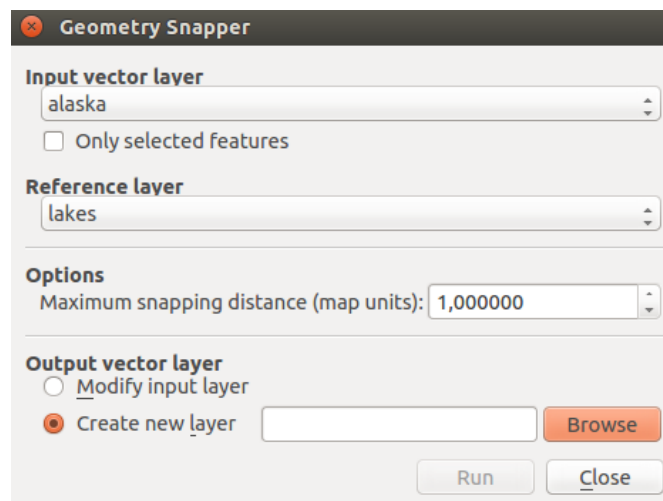 Geometry Snapper
Input vector layer
alaska
Only selected features
Reference layer
lakes
Options
Maximum snapping distance (map units): 1,000000
Output vector layer
Modify input layer
Create new layer Browse
Run Close